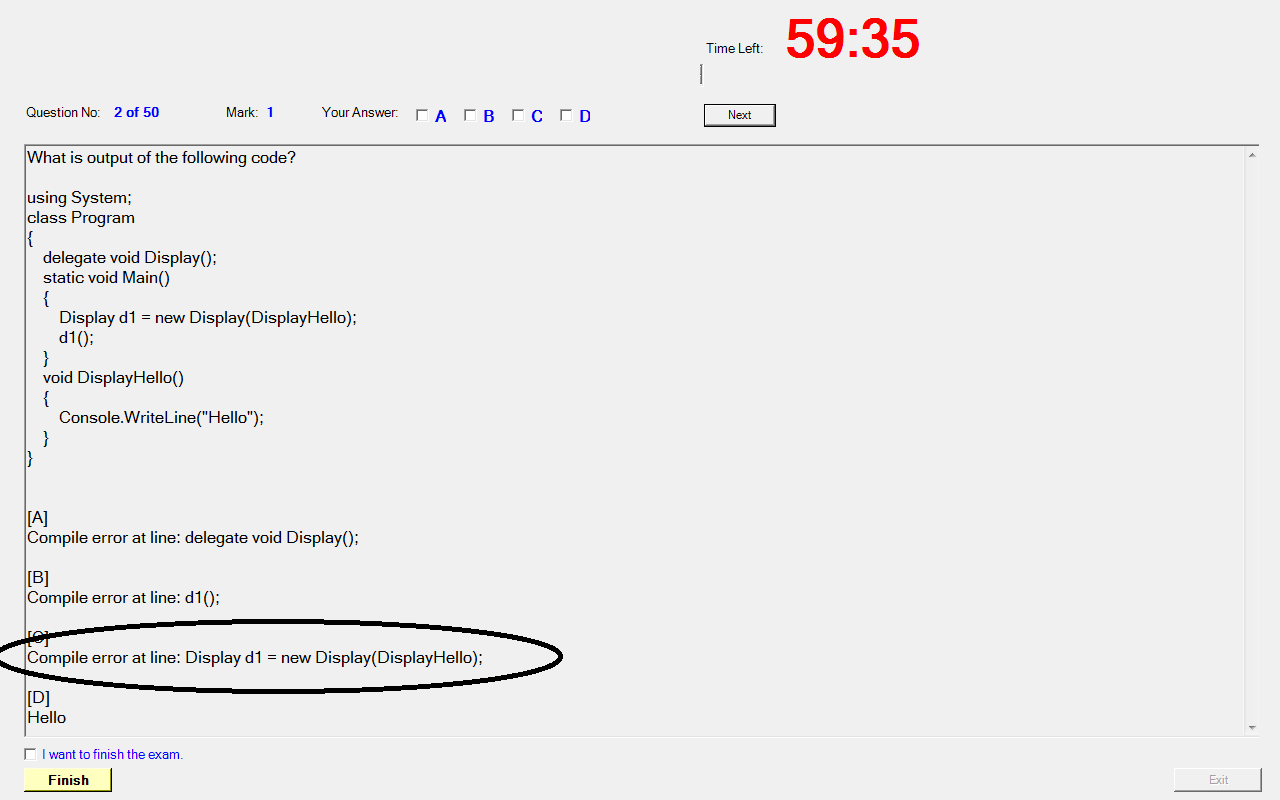 Time Left: 59:35
Question No: 2 of 50 Mark: 1 Your Answer: A B C D Next
What is output of the following code?
using System;
class Program
{
delegate void Display();
static void Main()
{
Display d1 = new Display(DisplayHello);
d1();
}
void DisplayHello()
{
Console.WriteLine("Hello");
}
}
[A]
Compile error at line: delegate void Display();
[B]
Compile error at line: d1();
[C]
Compile error at line: Display d1 = new Display(DisplayHello);
[D]
Hello
I want to finish the exam.
Finish Exit